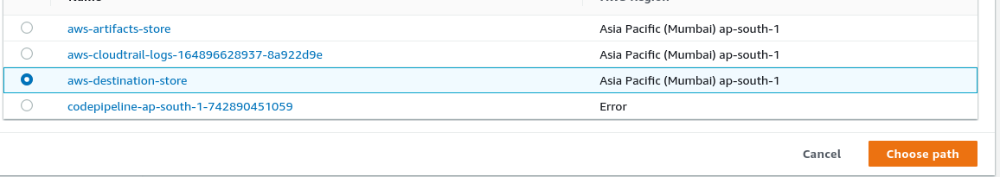 Name AWS Region
aws-artifacts-store Asia Pacific (Mumbai) ap-south-1
aws-cloudtrail-logs-164896628937-8a922d9e Asia Pacific (Mumbai) ap-south-1
aws-destination-store Asia Pacific (Mumbai) ap-south-1
codepipeline-ap-south-1-742890451059 Error
Cancel Choose path